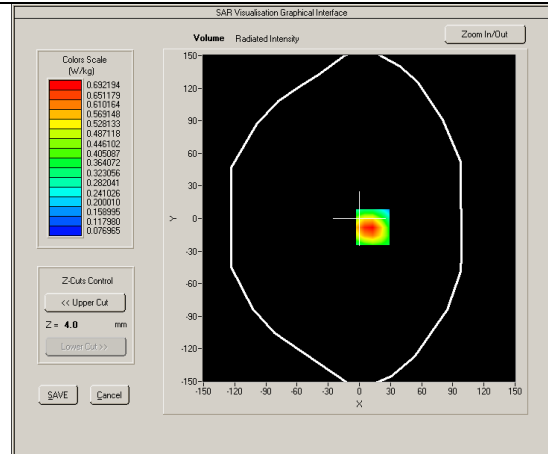 SAR Visualisation Graphical Interface
Volume Radiated Intensity
Zoom In/Out
Colors Scale
(W/kg)
0.692194
0.651179
0.610164
0.569148
0.528133
0.487118
0.446102
0.405087
0.364072
0.323056
0.282041
0.241026
0.200010
0.158995
0.117980
0.076965
Z-Cuts Control
<< Upper Cut
Z = 4.0 mm
Lower Cut >>
SAVE Cancel
150
120
90
60
30
0
-30
-60
-90
-120
-150
Y
-150 -120 -90 -60 -30 0 30 60 90 120 150
X